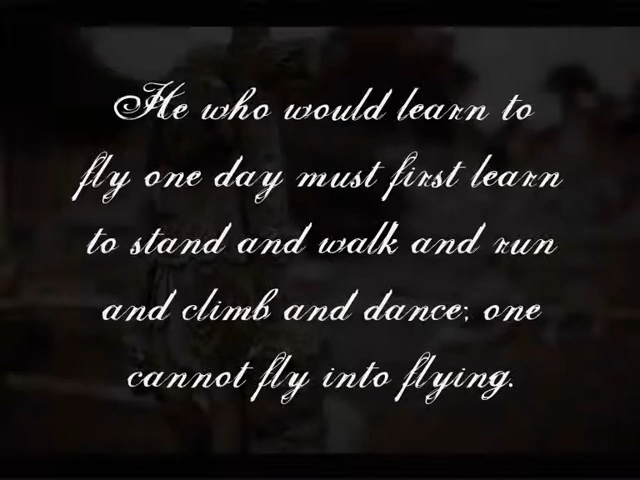 He who would learn to
fly one day must first learn
to stand and walk and run
and climb and dance; one
cannot fly into flying.